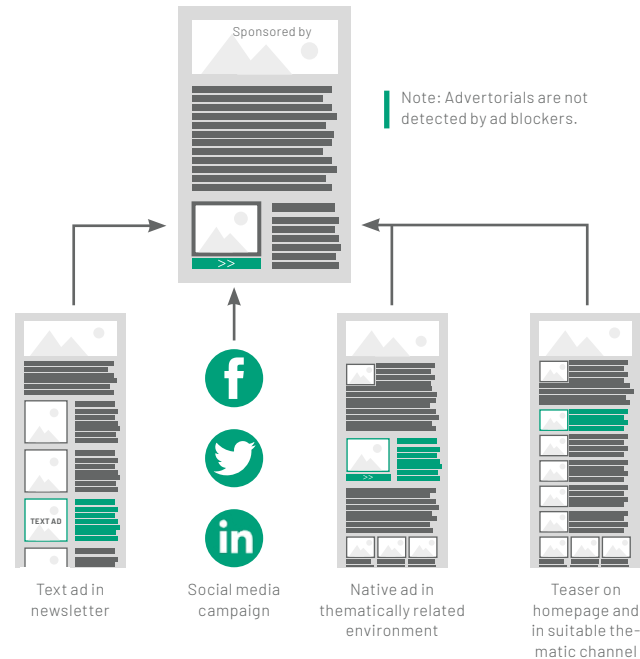 Sponsored by
Note: Advertorials are not
detected by ad blockers.
>>
f
in
TEXT AD
>>
Text ad in
newsletter
Social media
campaign
Native ad in
thematically related
environment
Teaser on
homepage and
in suitable the-
matic channel